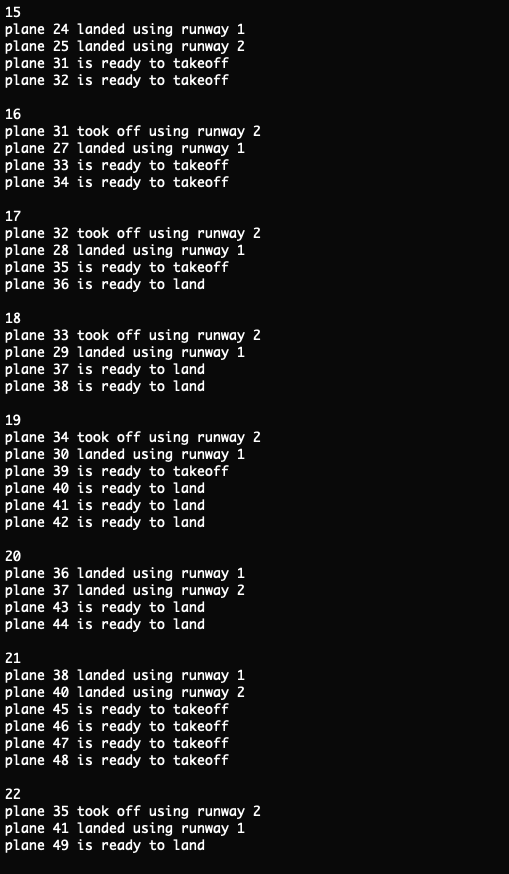 15
plane 24 landed using runway 1
plane 25 landed using runway 2
plane 31 is ready to takeoff
plane 32 is ready to takeoff
16
plane 31 took off using runway 2
plane 27 landed using runway 1
plane 33 is ready to takeoff
plane 34 is ready to takeoff
17
plane 32 took off using runway 2
plane 28 landed using runway 1
plane 35 is ready to takeoff
plane 36 is ready to land
18
plane 33 took off using runway 2
plane 29 landed using runway 1
plane 37 is ready to land
plane 38 is ready to land
19
plane 34 took off using runway 2
plane 30 landed using runway 1
plane 39 is ready to takeoff
plane 40 is ready to land
plane 41 is ready to land
plane 42 is ready to land
20
plane 36 landed using runway 1
plane 37 landed using runway 2
plane 43 is ready to land
plane 44 is ready to land
21
plane 38 landed using runway 1
plane 40 landed using runway 2
plane 45 is ready to takeoff
plane 46 is ready to takeoff
plane 47 is ready to takeoff
plane 48 is ready to takeoff
22
plane 35 took off using runway 2
plane 41 landed using runway 1
plane 49 is ready to land